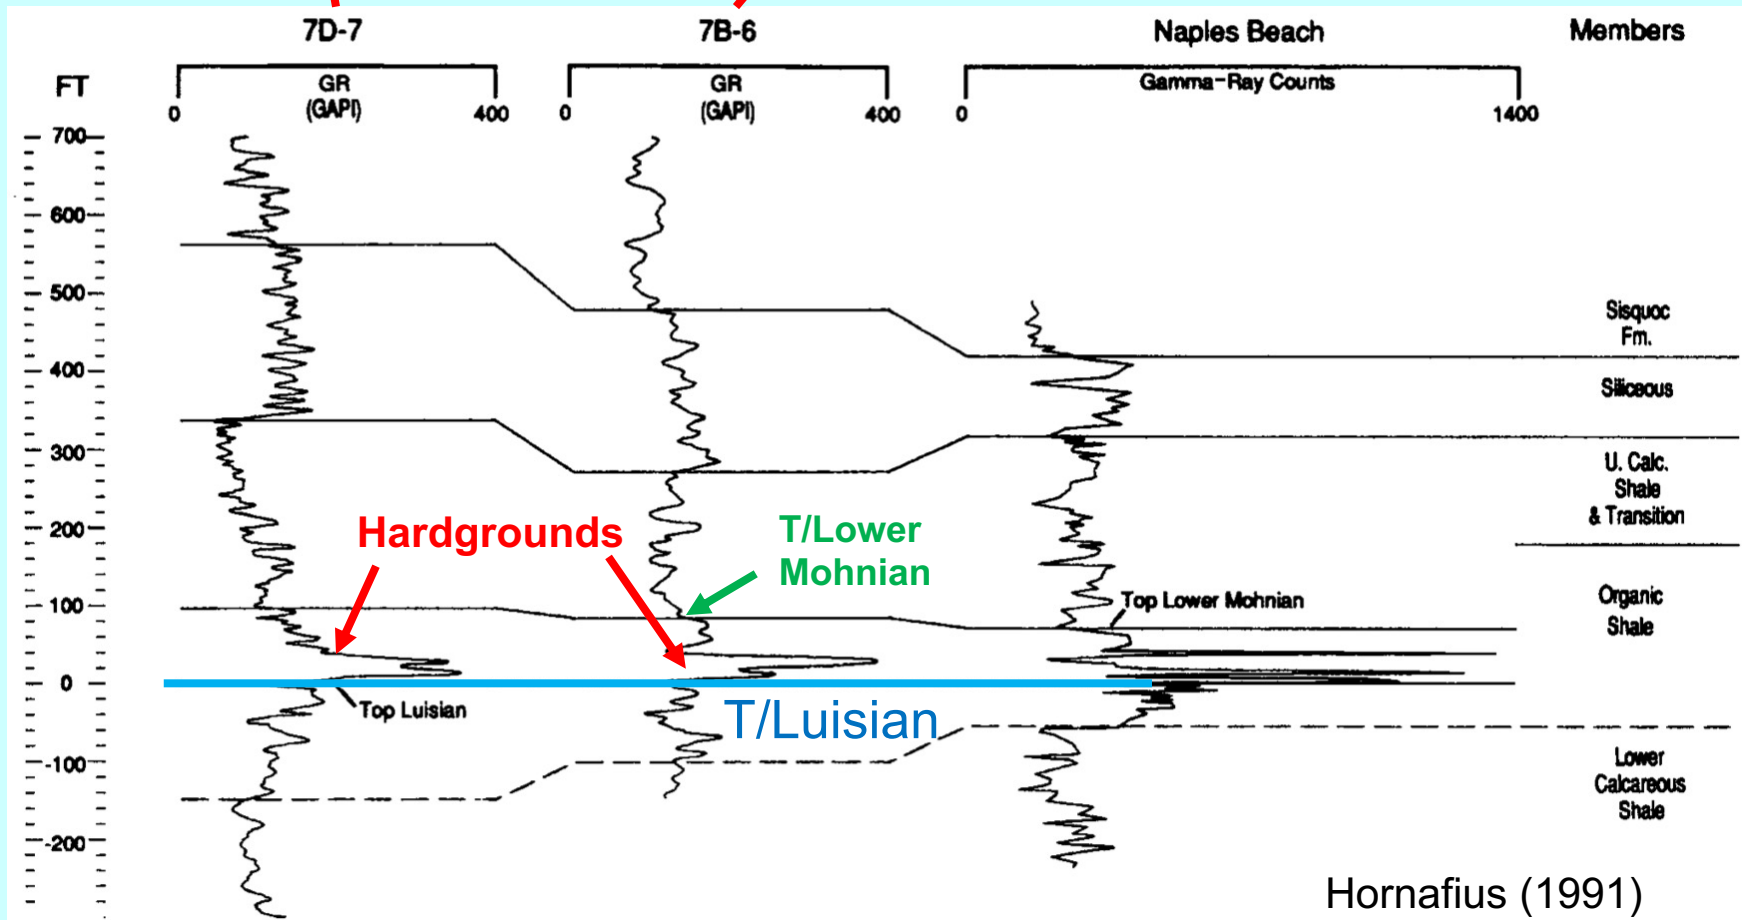 7D-7 7B-6 Naples Beach Members
FT GR (GAPI) GR (GAPI) Gamma-Ray Counts
0 400 0 400 0 1400
700
600
500
Sisquoc
Fm.
400
Siliceous
300
U. Calc.
Shale
& Transition
200
Hardgrounds
T/Lower
Mohnian
100
Top Lower Mohnian
Organic
Shale
0
Top Luisian
T/Luisian
-100
Lower
Calcareous
Shale
-200
Hornafius (1991)